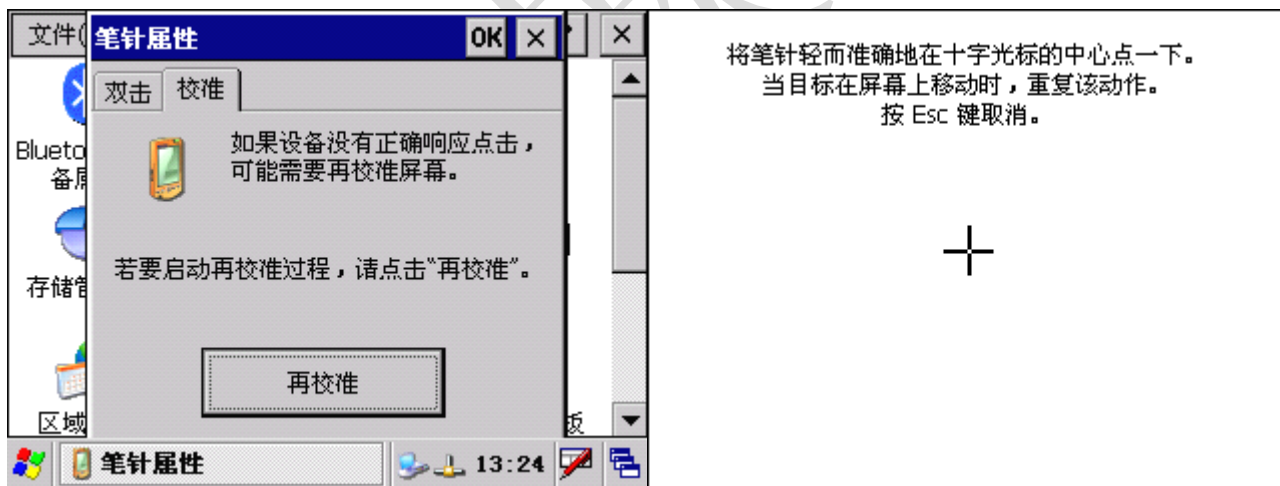 文件(
笔针属性
OK
双击
校准
如果设备没有正确响应点击，
可能需要再校准屏幕。
Blueto
备
存储管
若要启动再校准过程，请点击“再校准”。
再校准
区域
板
笔针属性
13:24
将笔针轻而准确地在十字光标的中心点一下。
当目标在屏幕上移动时，重复该动作。
按 Esc 键取消。